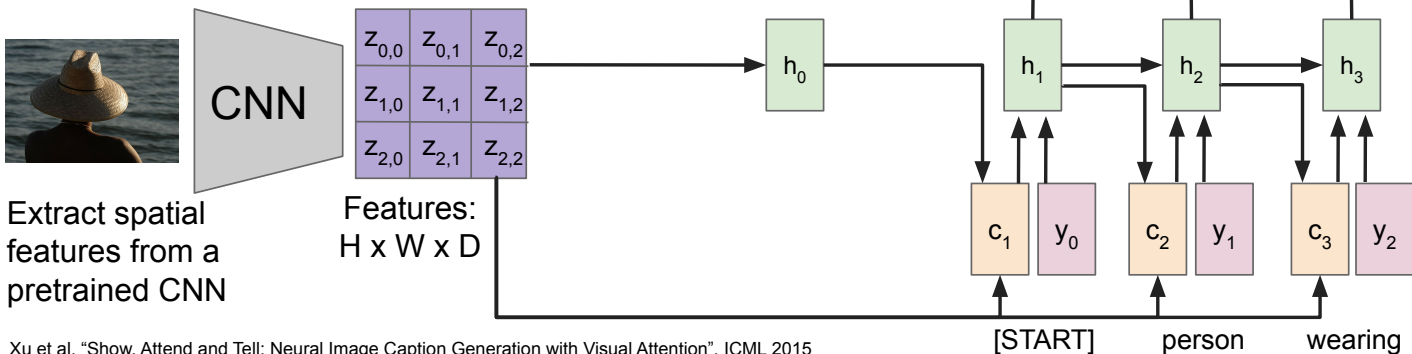 CNN
z0,0 z0,1 z0,2
z1,0 z1,1 z1,2
z2,0 z2,1 z2,2
h0
h1
h2
h3
c1
y0
c2
y1
c3
y2
Extract spatial
features from a
pretrained CNN
Features:
H x W x D
[START]
person
wearing
Xu et al, “Show, Attend and Tell: Neural Image Caption Generation with Visual Attention”, ICML 2015